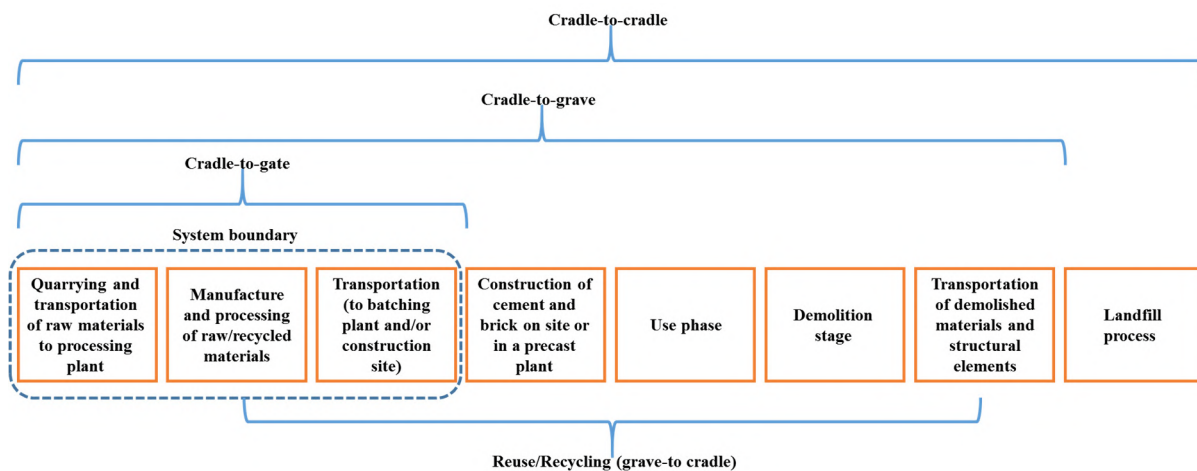 Cradle-to-cradle
Cradle-to-grave
Cradle-to-gate
System boundary
Quarrying and
transportation
of raw materials
to processing
plant
Manufacture
and processing
of raw/recycled
materials
Transportation
(to batching
plant and/or
construction
site)
Construction of
cement and
brick on site or
in a precast
plant
Use phase
Demolition
stage
Transportation
of demolished
materials and
structural
elements
Landfill
process
Reuse/Recycling (grave-to cradle)